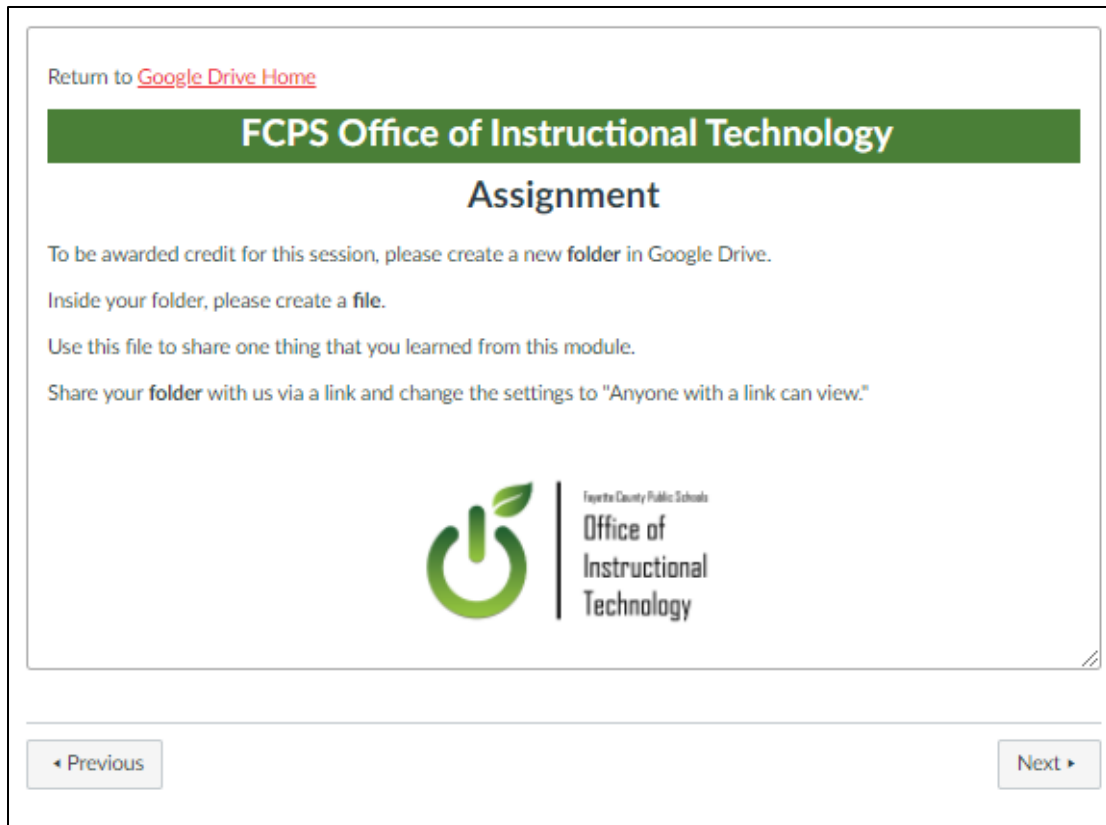 Return to Google Drive Home
FCPS Office of Instructional Technology
Assignment
To be awarded credit for this session, please create a new folder in Google Drive.
Inside your folder, please create a file.
Use this file to share one thing that you learned from this module.
Share your folder with us via a link and change the settings to "Anyone with a link can view."
Fayette County Public Schools
Office of
Instructional
Technology
Previous
Next